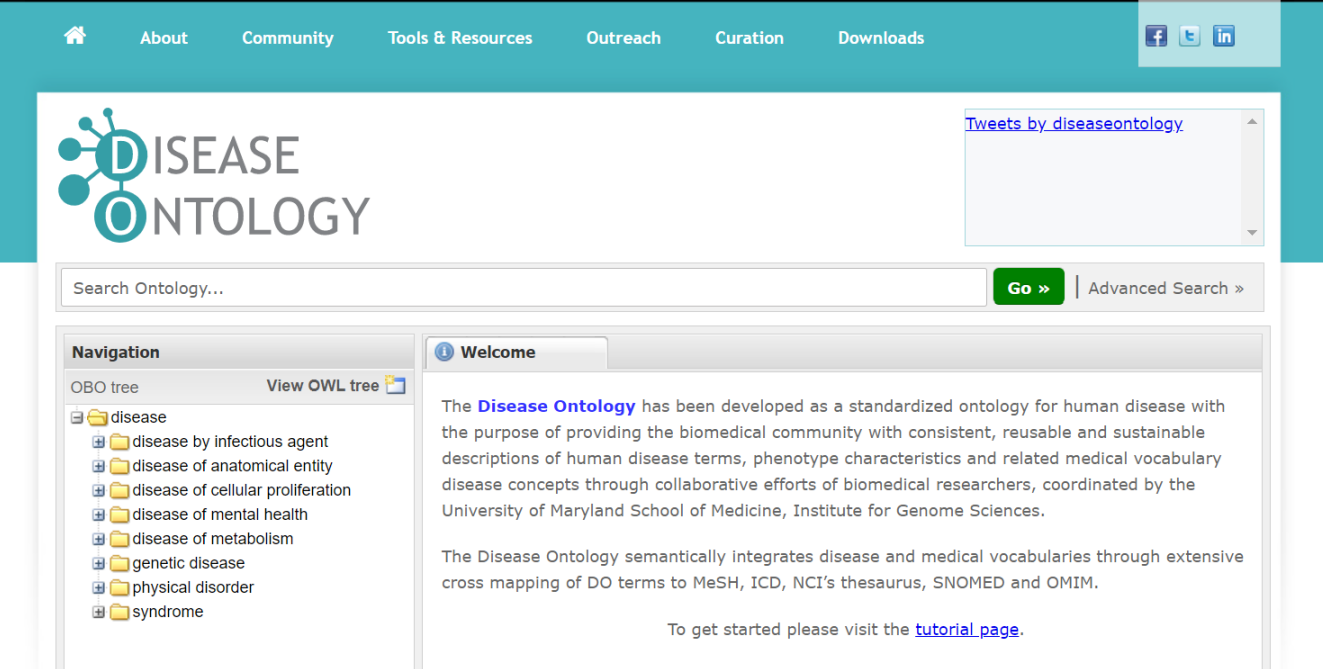 About Community Tools & Resources Outreach Curation Downloads
DISEASE
ONTOLOGY
Tweets by diseaseontology
Search Ontology...
Go »
Advanced Search »
Navigation
OBO tree
View OWL tree
disease
disease by infectious agent
disease of anatomical entity
disease of cellular proliferation
disease of mental health
disease of metabolism
genetic disease
physical disorder
syndrome
Welcome
The Disease Ontology has been developed as a standardized ontology for human disease with
the purpose of providing the biomedical community with consistent, reusable and sustainable
descriptions of human disease terms, phenotype characteristics and related medical vocabulary
disease concepts through collaborative efforts of biomedical researchers, coordinated by the
University of Maryland School of Medicine, Institute for Genome Sciences.
The Disease Ontology semantically integrates disease and medical vocabularies through extensive
cross mapping of DO terms to MeSH, ICD, NCI’s thesaurus, SNOMED and OMIM.
To get started please visit the tutorial page.